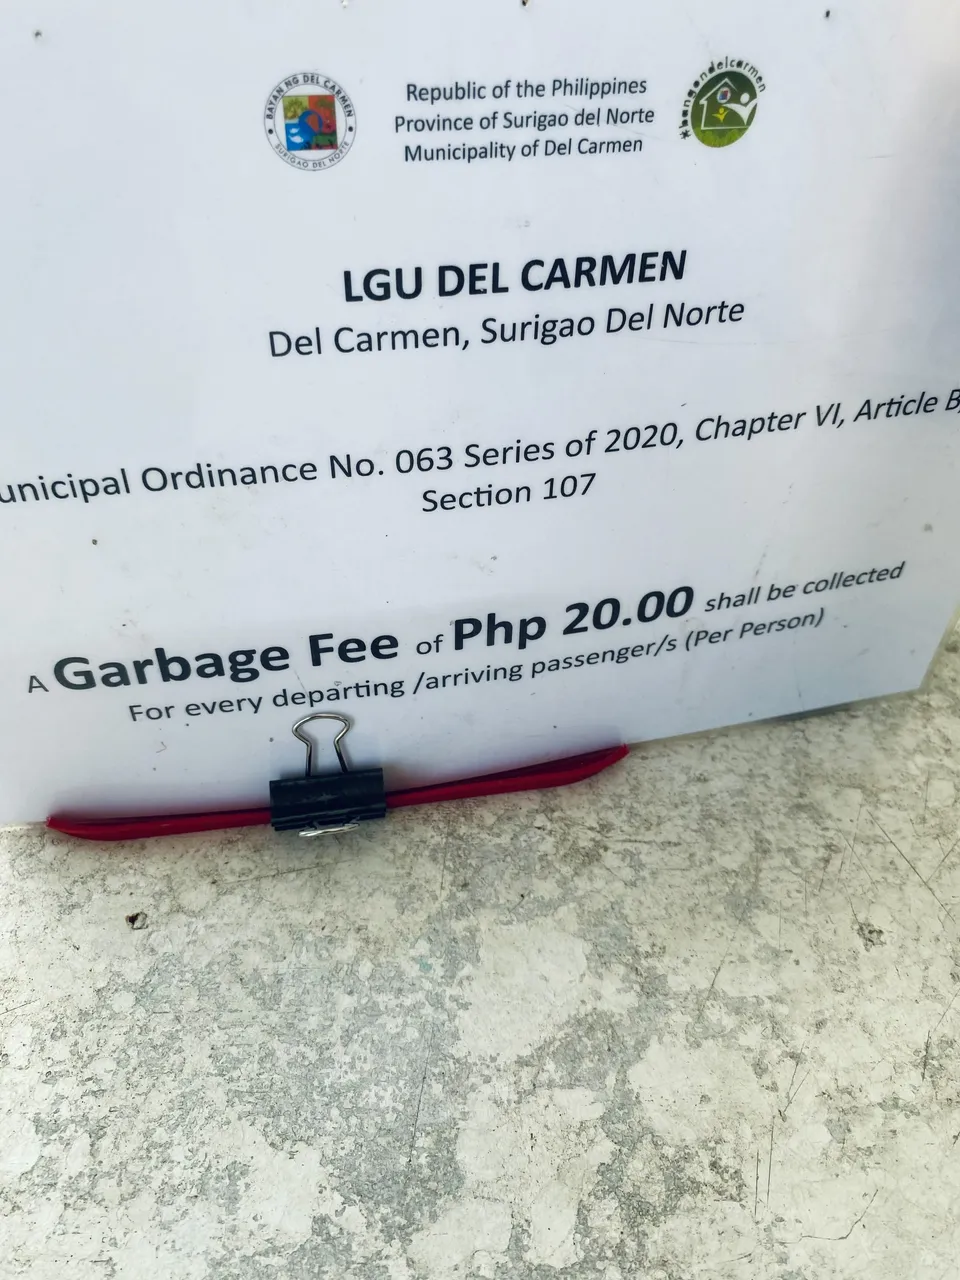 BAYAN NG DEL CARMEN
SURIGAO DEL NORTE
Republic of the Philippines
Province of Surigao del Norte
Municipality of Del Carmen
*bangondelcarmen
LGU DEL CARMEN
Del Carmen, Surigao Del Norte
unicipal Ordinance No. 063 Series of 2020, Chapter VI, Article B,
Section 107
A Garbage Fee of Php 20.00 shall be collected
For every departing /arriving passenger/s (Per Person)